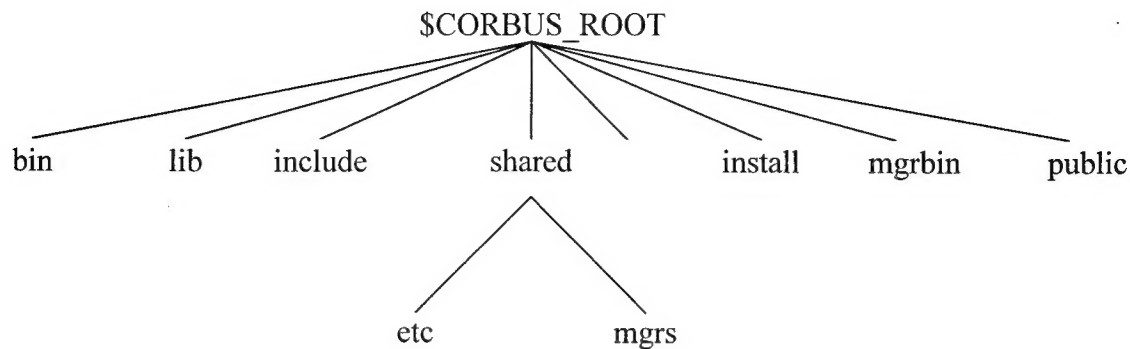 $CORBUS_ROOT
bin lib include shared install mgrbin public
etc mgrs